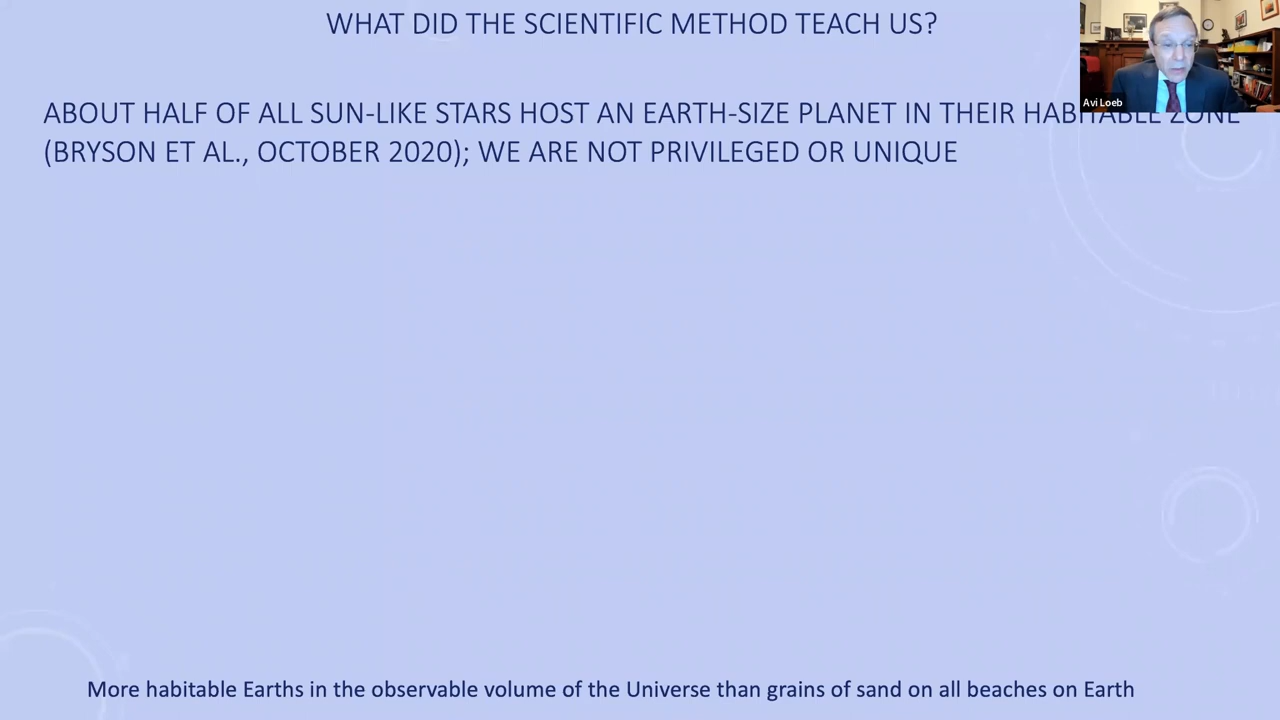 WHAT DID THE SCIENTIFIC METHOD TEACH US?
Avi Loeb
ABOUT HALF OF ALL SUN-LIKE STARS HOST AN EARTH-SIZE PLANET IN THEIR HABITABLE ZONE
(BRYSON ET AL., OCTOBER 2020); WE ARE NOT PRIVILEGED OR UNIQUE
More habitable Earths in the observable volume of the Universe than grains of sand on all beaches on Earth